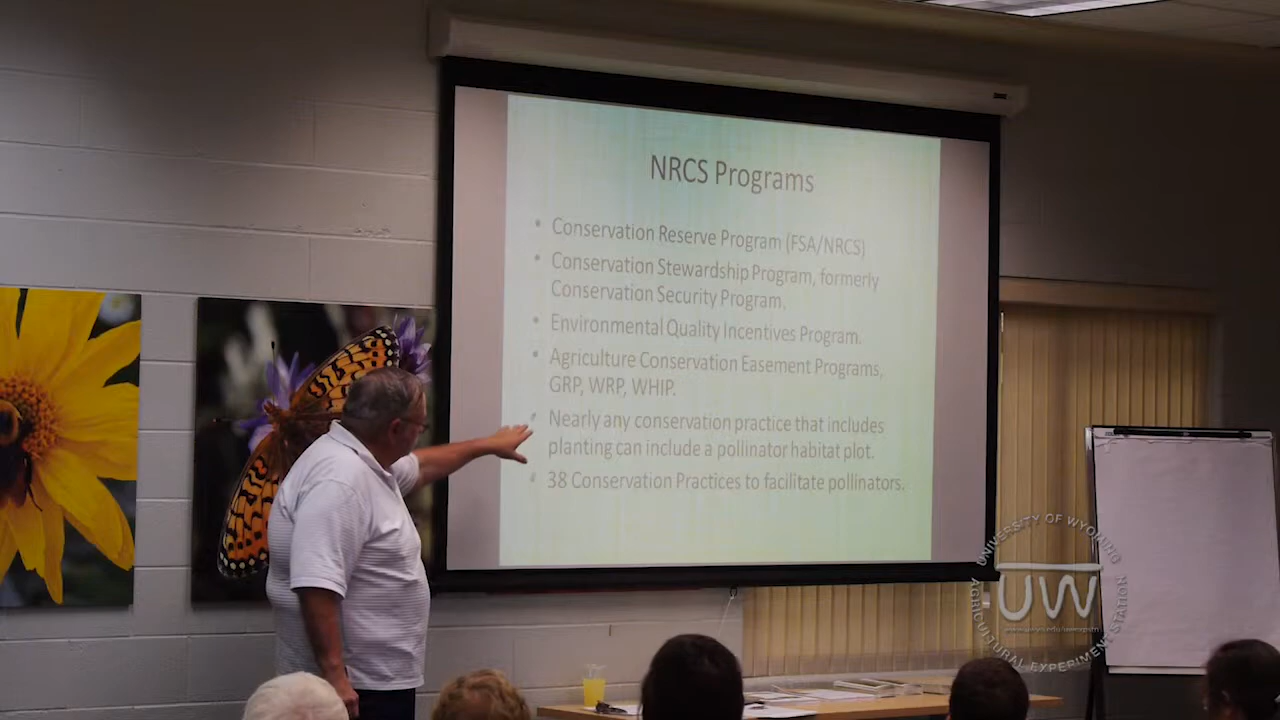 NRCS Programs
• Conservation Reserve Program (FSA/NRCS)
• Conservation Stewardship Program, formerly
Conservation Security Program.
• Environmental Quality Incentives Program.
• Agriculture Conservation Easement Programs,
GRP, WRP, WHIP.
• Nearly any conservation practice that includes
planting can include a pollinator habitat plot.
• 38 Conservation Practices to facilitate pollinators.
UNIVERSITY OF WYOMING
UW
AGRICULTURAL EXPERIMENT STATION